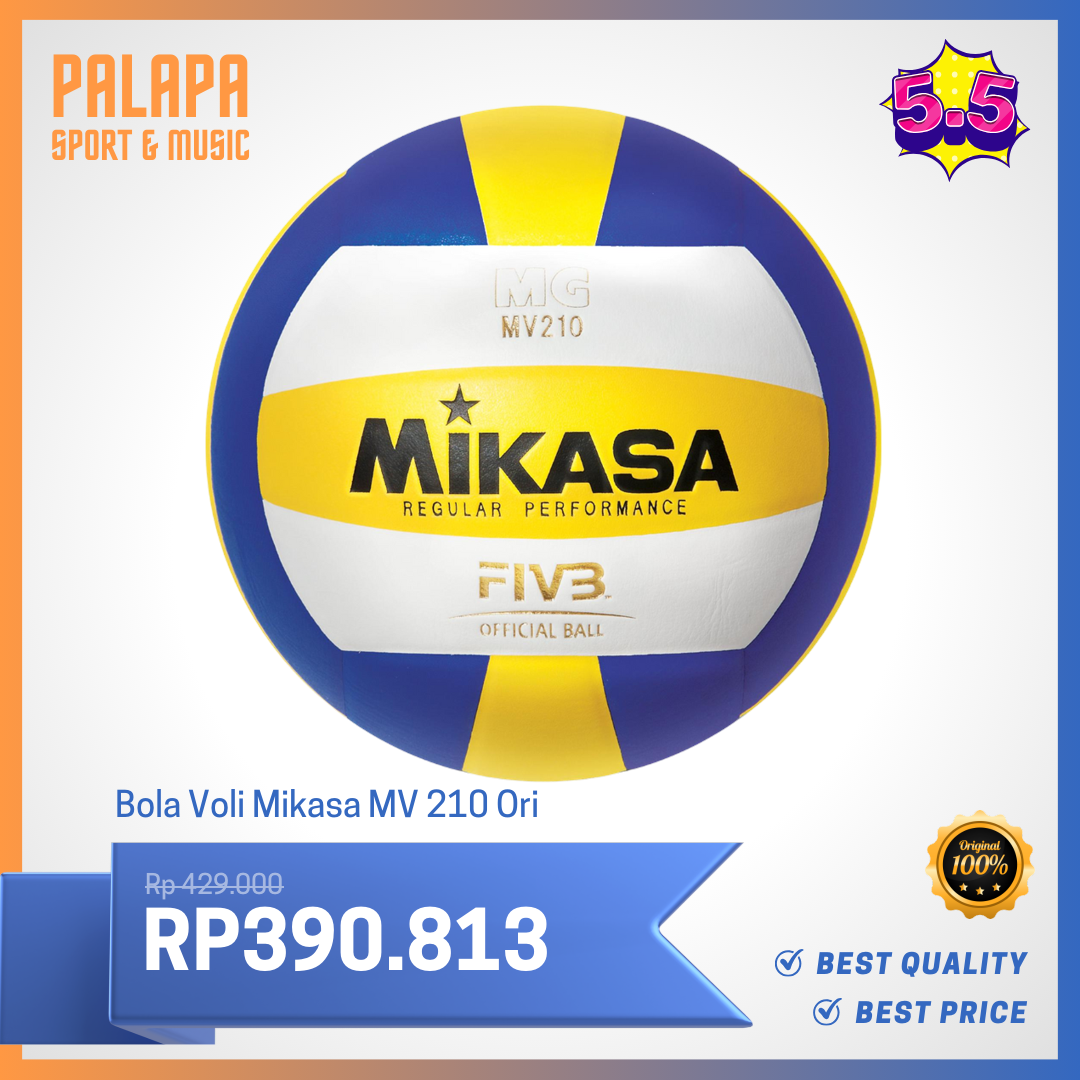 PALAPA
SPORT & MUSIC
5.5
MG
MV210
MIKASA
REGULAR PERFORMANCE
FIVB
OFFICIAL BALL
Bola Voli Mikasa MV 210 Ori
Rp 429.000
RP390.813
Original
100%
BEST QUALITY
BEST PRICE